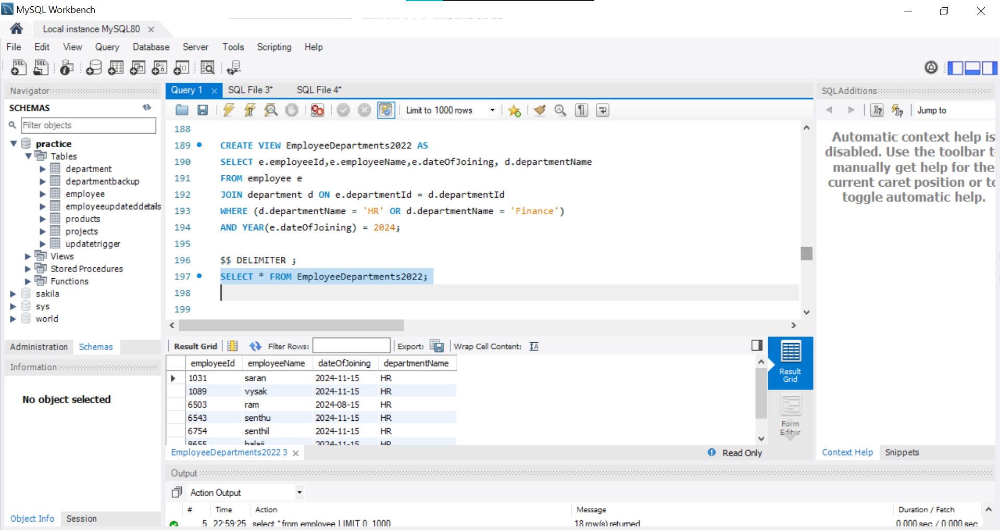 MySQL Workbench
Local instance MySQL80
File Edit View Query Database Server Tools Scripting Help
Navigator
SCHEMAS
Filter objects
practice
Tables
department
departmentbackup
employee
employeeupdateddetails
products
projects
updatetrigger
Views
Stored Procedures
Functions
sakila
sys
world
Administration Schemas
Information
No object selected
Object Info Session
Query 1 SQL File 3* SQL File 4*
Limit to 1000 rows
188
189 CREATE VIEW EmployeeDepartments2022 AS
190 SELECT e.employeeId,e.employeeName,e.dateOfJoining, d.departmentName
191 FROM employee e
192 JOIN department d ON e.departmentId = d.departmentId
193 WHERE (d.departmentName = 'HR' OR d.departmentName = 'Finance')
194 AND YEAR(e.dateOfJoining) = 2024;
195
196 $$ DELIMITER ;
197 SELECT * FROM EmployeeDepartments2022;
198
199
Result Grid Filter Rows: Export: Wrap Cell Content:
employeeId employeeName dateOfJoining departmentName
1031 saran 2024-11-15 HR
1089 vysak 2024-11-15 HR
6503 ram 2024-08-15 HR
6543 senthu 2024-11-15 HR
6754 senthil 2024-11-15 HR
8655 balaji 2024-11-15 HR
Result
Grid
Form
Editor
EmployeeDepartments2022 3
Read Only
Output
Action Output
# Time Action Message Duration / Fetch
5 22:59:25 select * from employee LIMIT 0, 1000 18 row(s) returned 0.000 sec / 0.000 sec
SQLAdditions
Jump to
Automatic context help is
disabled. Use the toolbar t
manually get help for the
current caret position or to
toggle automatic help.
Context Help Snippets